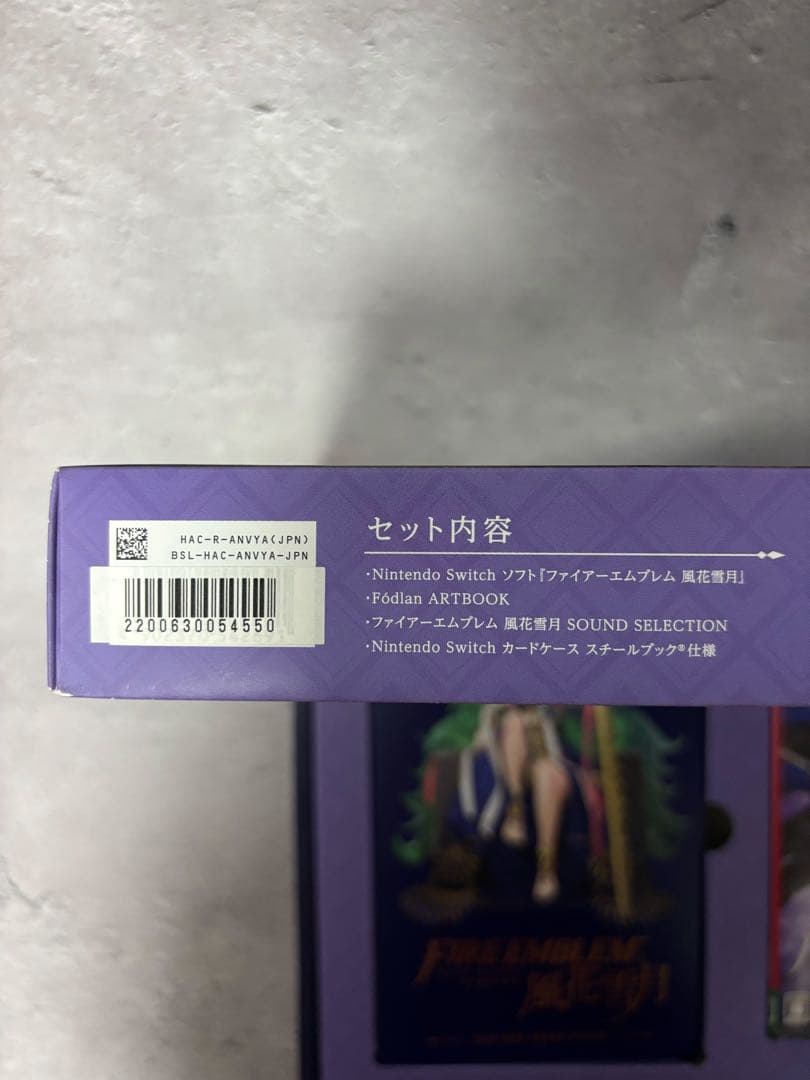 HAC-R-ANVYA(JPN)
BSL-HAC-ANVYA-JPN
2200630054550
セット内容
・Nintendo Switch ソフト『ファイアーエムブレム 風花雪月』
・Fódlan ARTBOOK
・ファイアーエムブレム 風花雪月 SOUND SELECTION
・Nintendo Switch カードケース スチールブック®仕様
FIRE EMBLEM
風花雪月